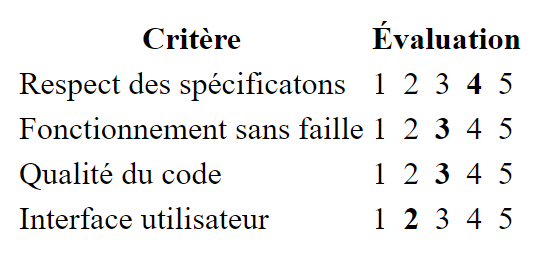 Critère Évaluation
Respect des spécificatons 1 2 3 4 5
Fonctionnement sans faille 1 2 3 4 5
Qualité du code 1 2 3 4 5
Interface utilisateur 1 2 3 4 5